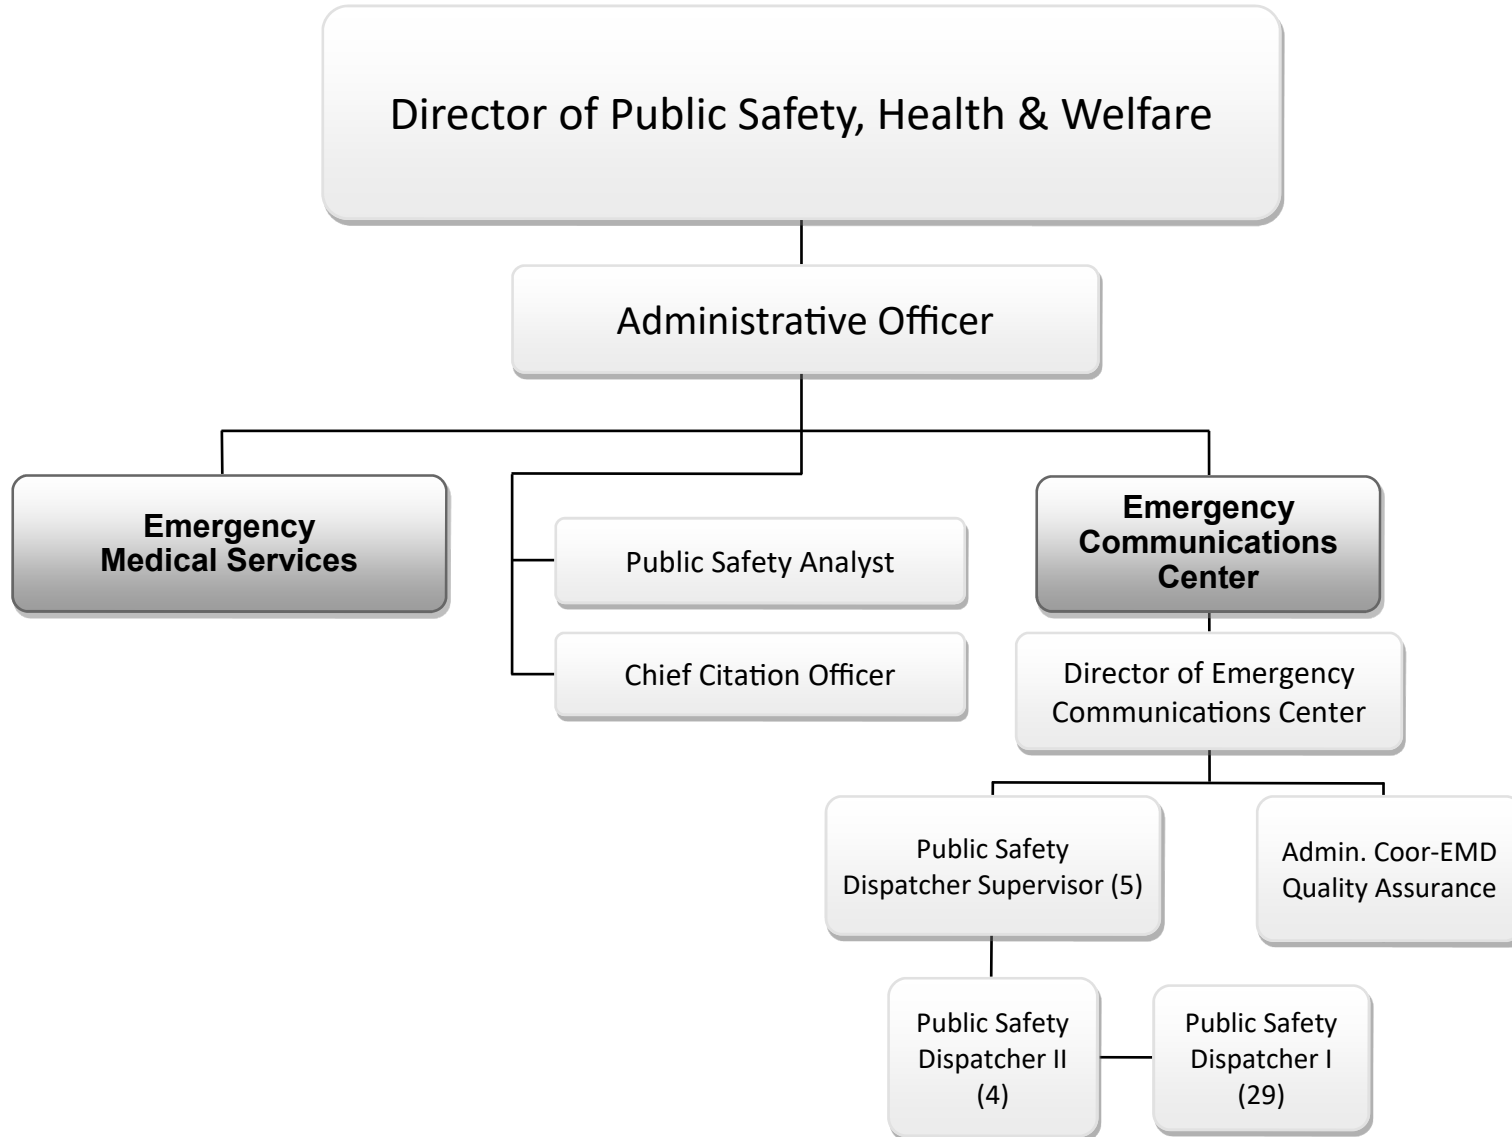 Director of Public Safety, Health & Welfare
Administrative Officer
Emergency
Medical Services
Public Safety Analyst
Chief Citation Officer
Emergency
Communications
Center
Director of Emergency
Communications Center
Public Safety
Dispatcher Supervisor (5)
Admin. Coor-EMD
Quality Assurance
Public Safety
Dispatcher II
(4)
Public Safety
Dispatcher I
(29)